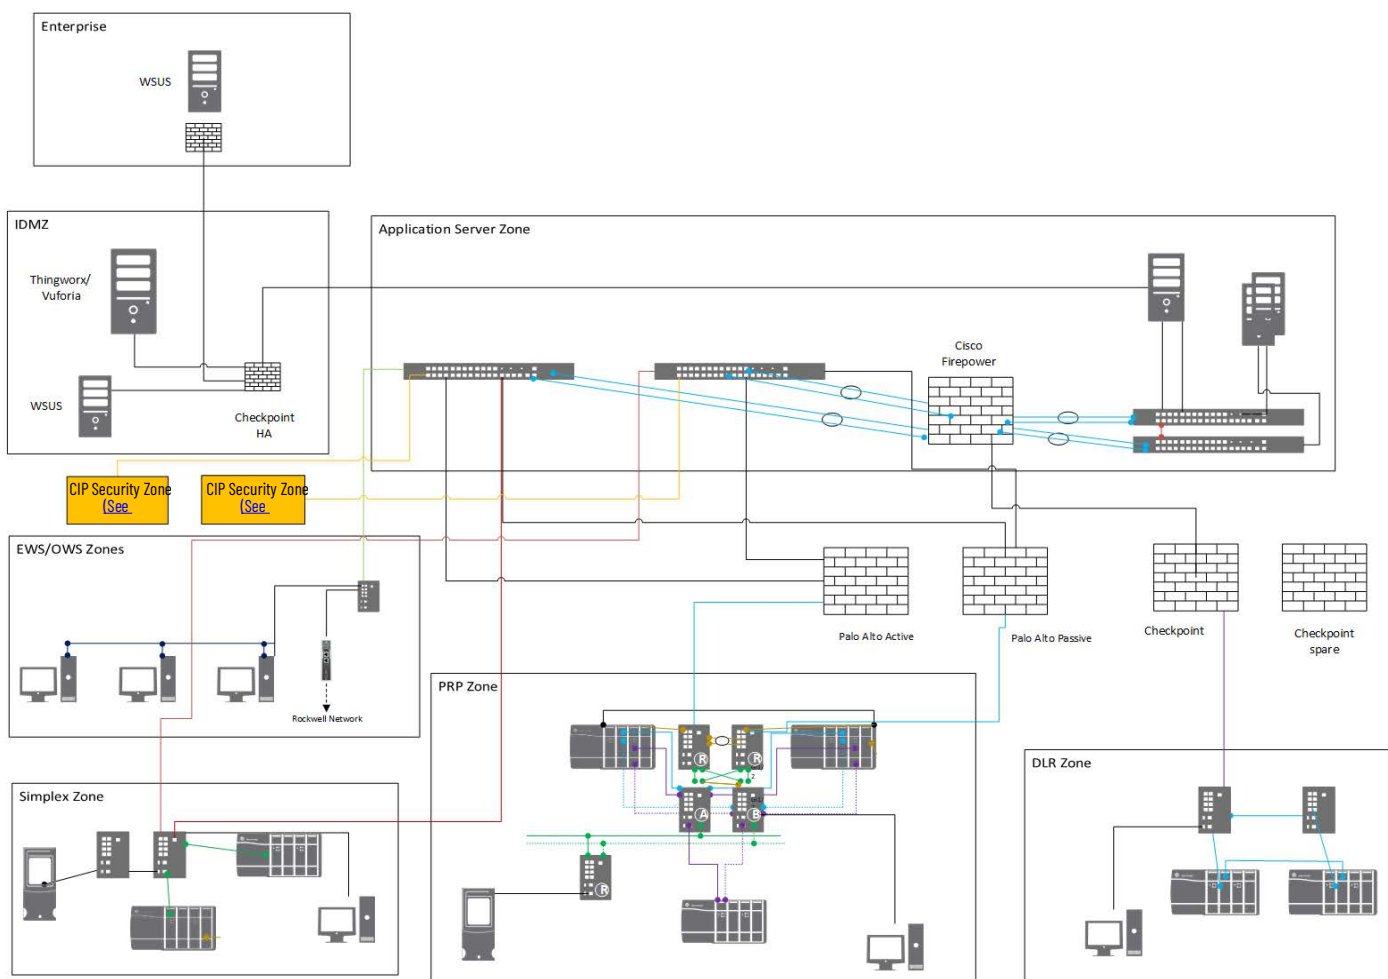 Enterprise
WSUS
IDMZ
Thingworx/
Vuforia
WSUS
Checkpoint
HA
Application Server Zone
Cisco
Firepower
CIP Security Zone
(See
CIP Security Zone
(See
EWS/OWS Zones
Rockwell Network
Palo Alto Active
Palo Alto Passive
Checkpoint
Checkpoint
spare
PRP Zone
R
R
2
A
B
R
DLR Zone
Simplex Zone